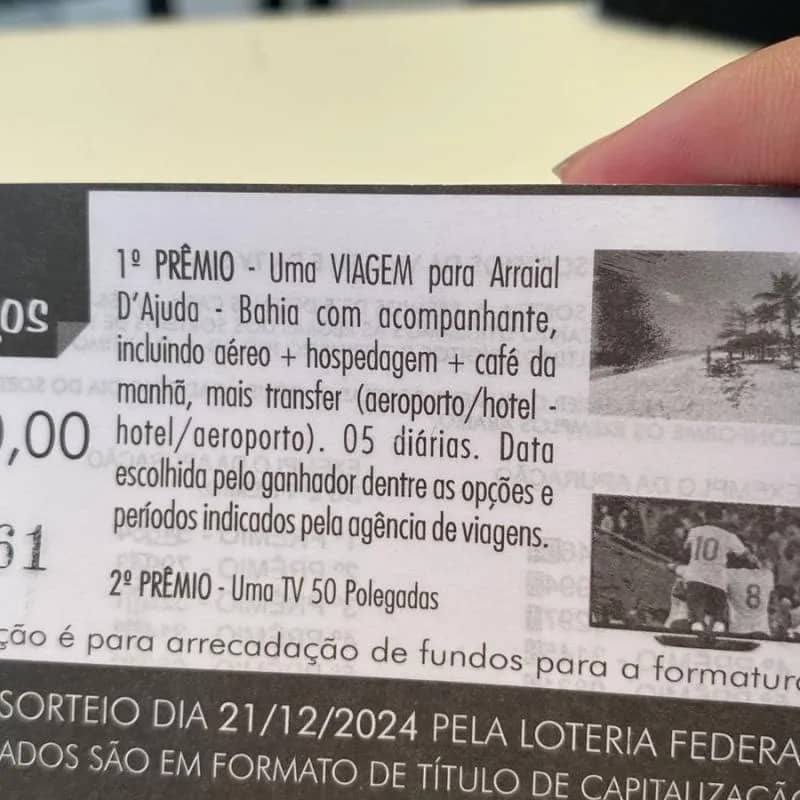 1º PRÊMIO - Uma VIAGEM para Arraial
D'Ajuda - Bahia com acompanhante,
incluindo aéreo + hospedagem + café da
manhã, mais transfer (aeroporto/hotel -
hotel/aeroporto). 05 diárias. Data
escolhida pelo ganhador dentre as opções e
períodos indicados pela agência de viagens.
2º PRÊMIO - Uma TV 50 Polegadas
,00
61
10
8
ção é para arrecadação de fundos para a formatura
SORTEIO DIA 21/12/2024 PELA LOTERIA FEDERA
ADOS SÃO EM FORMATO DE TÍTULO DE CAPITALIZAÇÃO